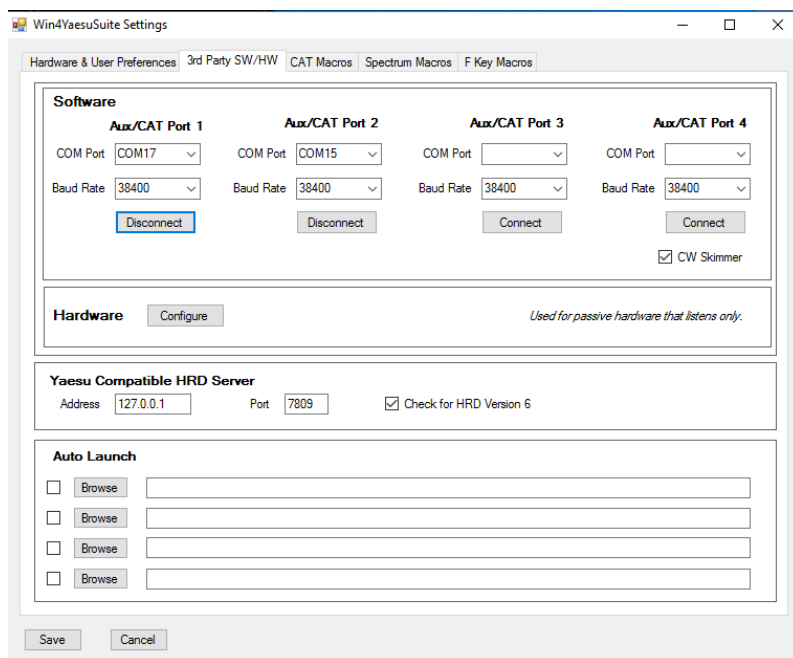 Win4YaesuSuite Settings
Hardware & User Preferences 3rd Party SW/HW CAT Macros Spectrum Macros F Key Macros
Software
Aux/CAT Port 1 Aux/CAT Port 2 Aux/CAT Port 3 Aux/CAT Port 4
COM Port COM17 COM Port COM15 COM Port COM Port
Baud Rate 38400 Baud Rate 38400 Baud Rate 38400 Baud Rate 38400
Disconnect Disconnect Connect Connect
CW Skimmer
Hardware Configure Used for passive hardware that listens only.
Yaesu Compatible HRD Server
Address 127.0.0.1 Port 7809 Check for HRD Version 6
Auto Launch
Browse
Browse
Browse
Browse
Save Cancel